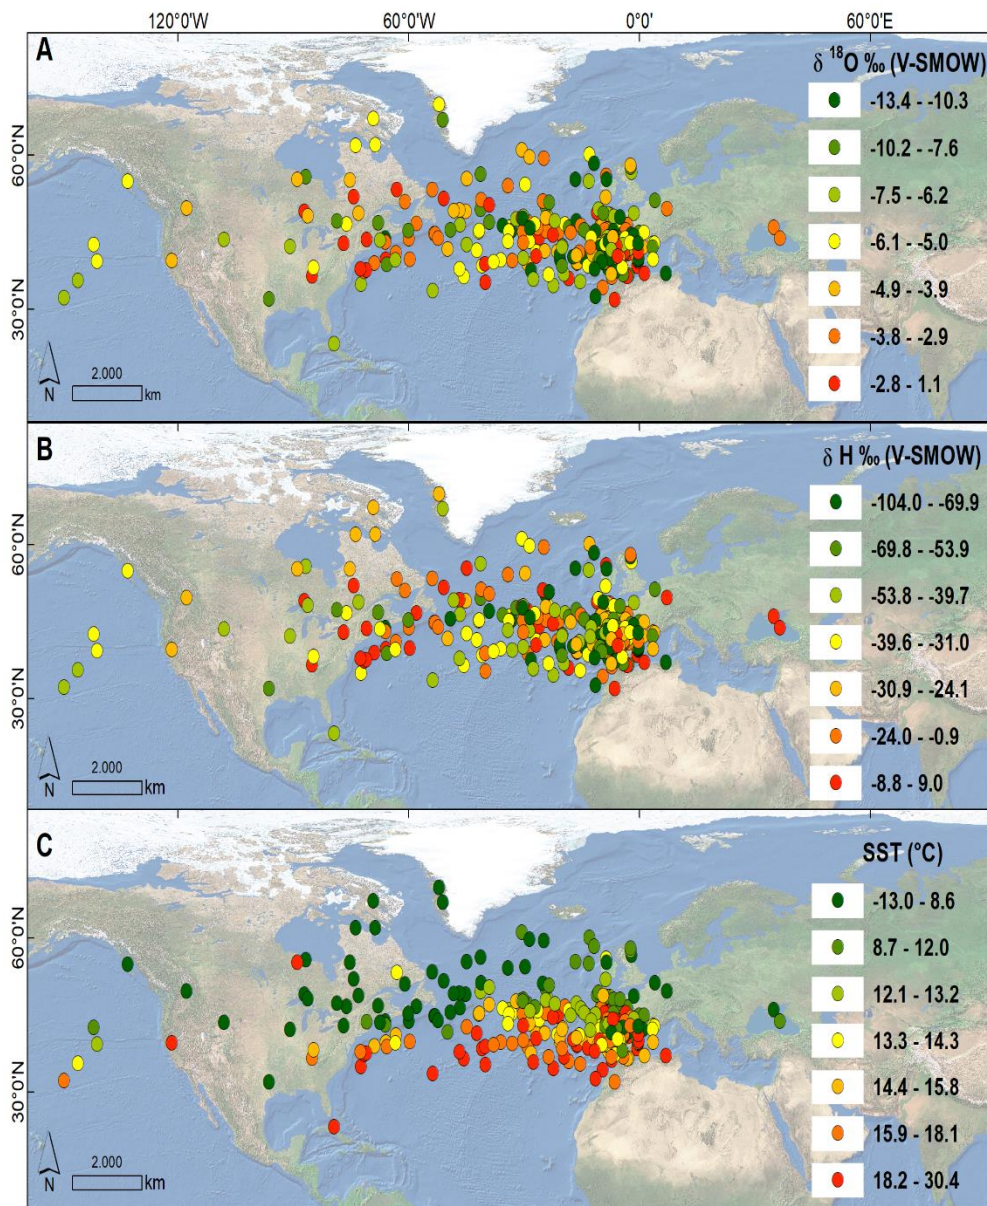 120°0'W 60°0'W 0°0' 60°0'E
A
δ ¹⁸O ‰ (V-SMOW)
-13.4 - -10.3
-10.2 - -7.6
-7.5 - -6.2
-6.1 - -5.0
-4.9 - -3.9
-3.8 - -2.9
-2.8 - 1.1
60°0'N
30°0'N
N
2.000
km
B
δ H ‰ (V-SMOW)
-104.0 - -69.9
-69.8 - -53.9
-53.8 - -39.7
-39.6 - -31.0
-30.9 - -24.1
-24.0 - -0.9
-8.8 - 9.0
60°0'N
30°0'N
N
2.000
km
C
SST (°C)
-13.0 - 8.6
8.7 - 12.0
12.1 - 13.2
13.3 - 14.3
14.4 - 15.8
15.9 - 18.1
18.2 - 30.4
60°0'N
30°0'N
N
2.000
km